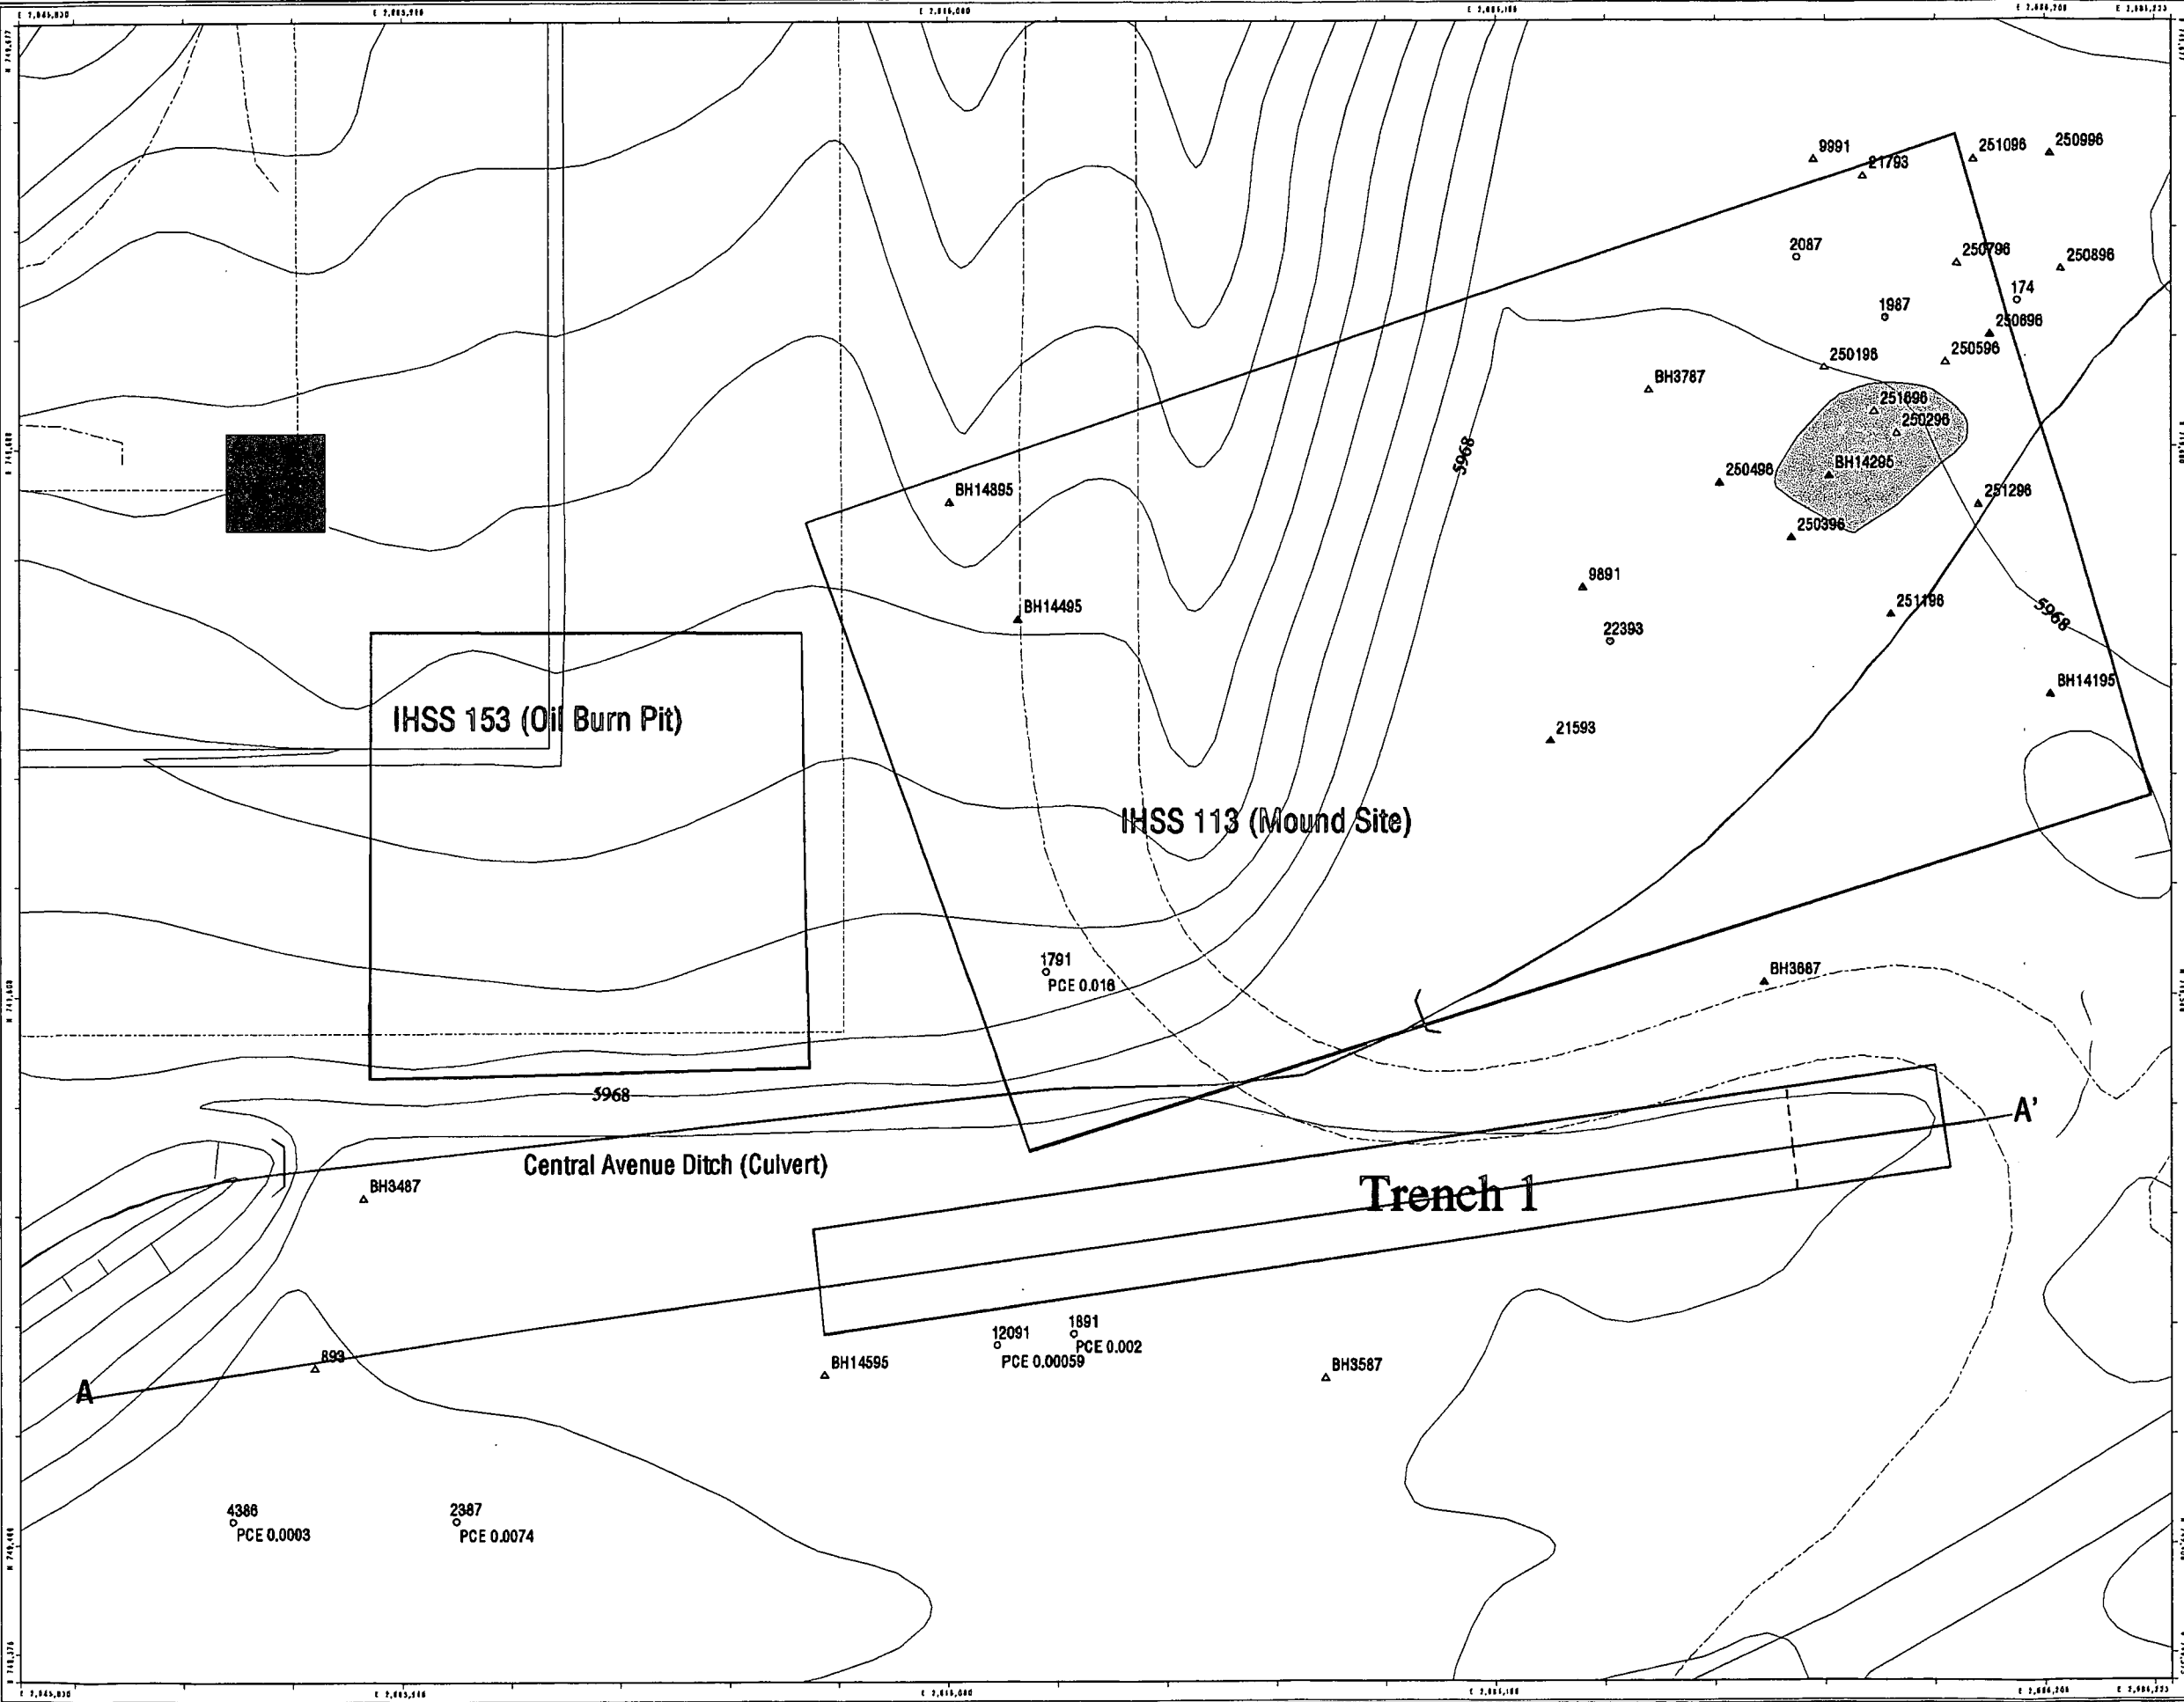 E 2,086,000
9991
21793
251096
250996
2087
250796
250896
174
1987
250696
250196
250596
BH3787
251696
250296
5968
BH14895
250496
BH14295
251296
250396
9891
BH14495
251196
5968
22393
BH14195
IHSS 153 (Oil Burn Pit)
21593
IHSS 113 (Mound Site)
1791
PCE 0.016
BH3687
5968
A'
Central Avenue Ditch (Culvert)
BH3487
Trench 1
12091
PCE 0.00059
1891
PCE 0.002
893
BH14595
BH3587
A
4386
PCE 0.0003
2387
PCE 0.0074